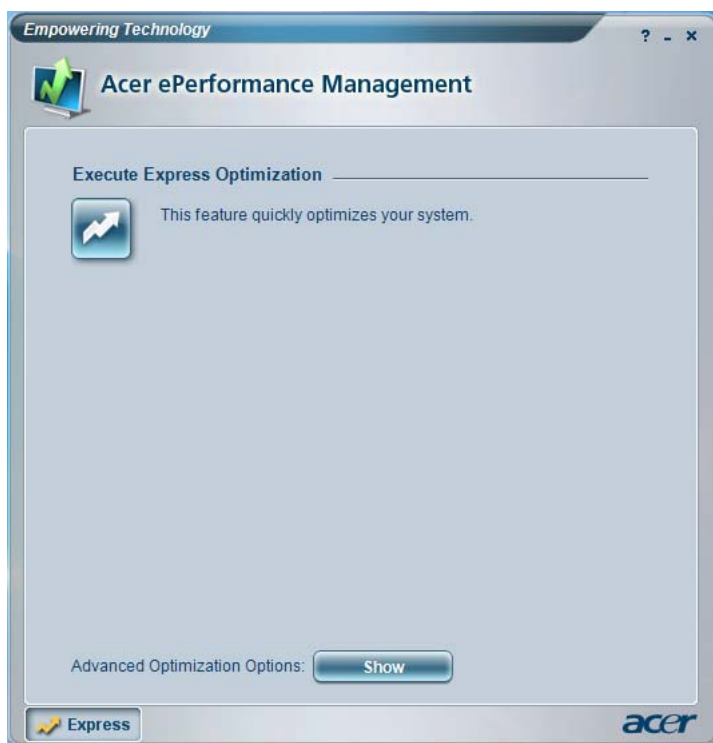 Empowering Technology
? - ×
Acer ePerformance Management
Execute Express Optimization
This feature quickly optimizes your system.
Advanced Optimization Options: Show
Express
acer